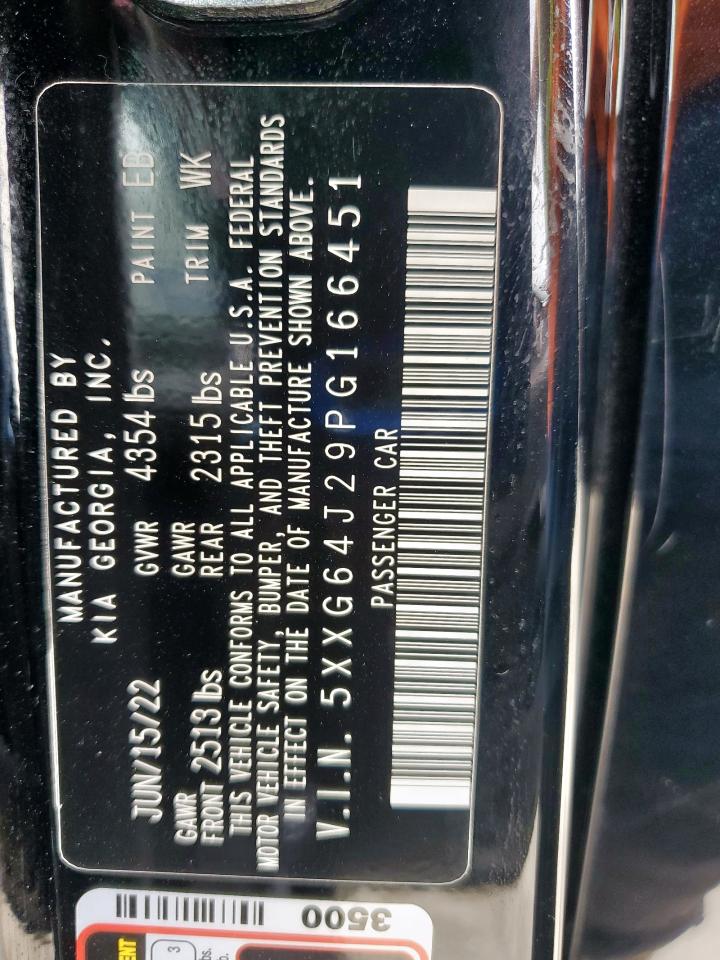 MANUFACTURED BY
KIA GEORGIA, INC.
JUN/15/22 GVWR 4354 lbs PAINT EB
GAWR GAWR
FRONT 2513 lbs REAR 2315 lbs TRIM WK
THIS VEHICLE CONFORMS TO ALL APPLICABLE U.S.A. FEDERAL
MOTOR VEHICLE SAFETY, BUMPER, AND THEFT PREVENTION STANDARDS
IN EFFECT ON THE DATE OF MANUFACTURE SHOWN ABOVE.
V.I.N. 5XXG64J29PG166451
PASSENGER CAR
3500
3